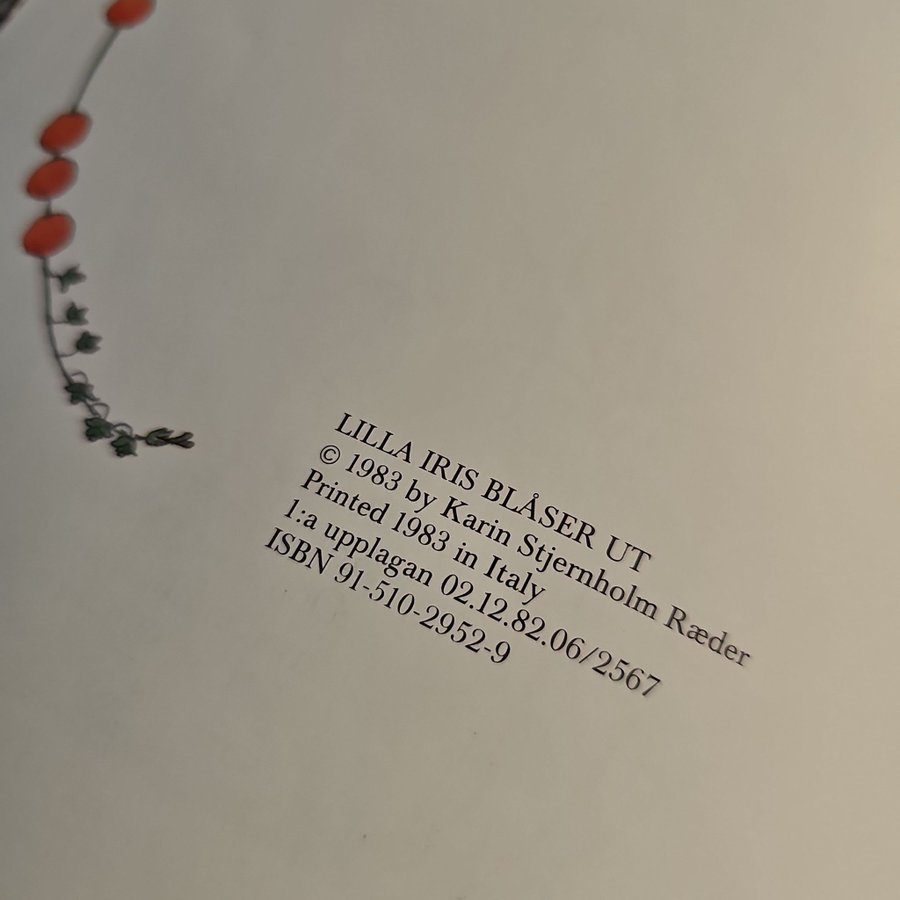 LILLA IRIS BLÅSER UT
© 1983 by Karin Stjernholm Ræder
Printed 1983 in Italy
1:a upplagan 02.12.82.06/2567
ISBN 91-510-2952-9